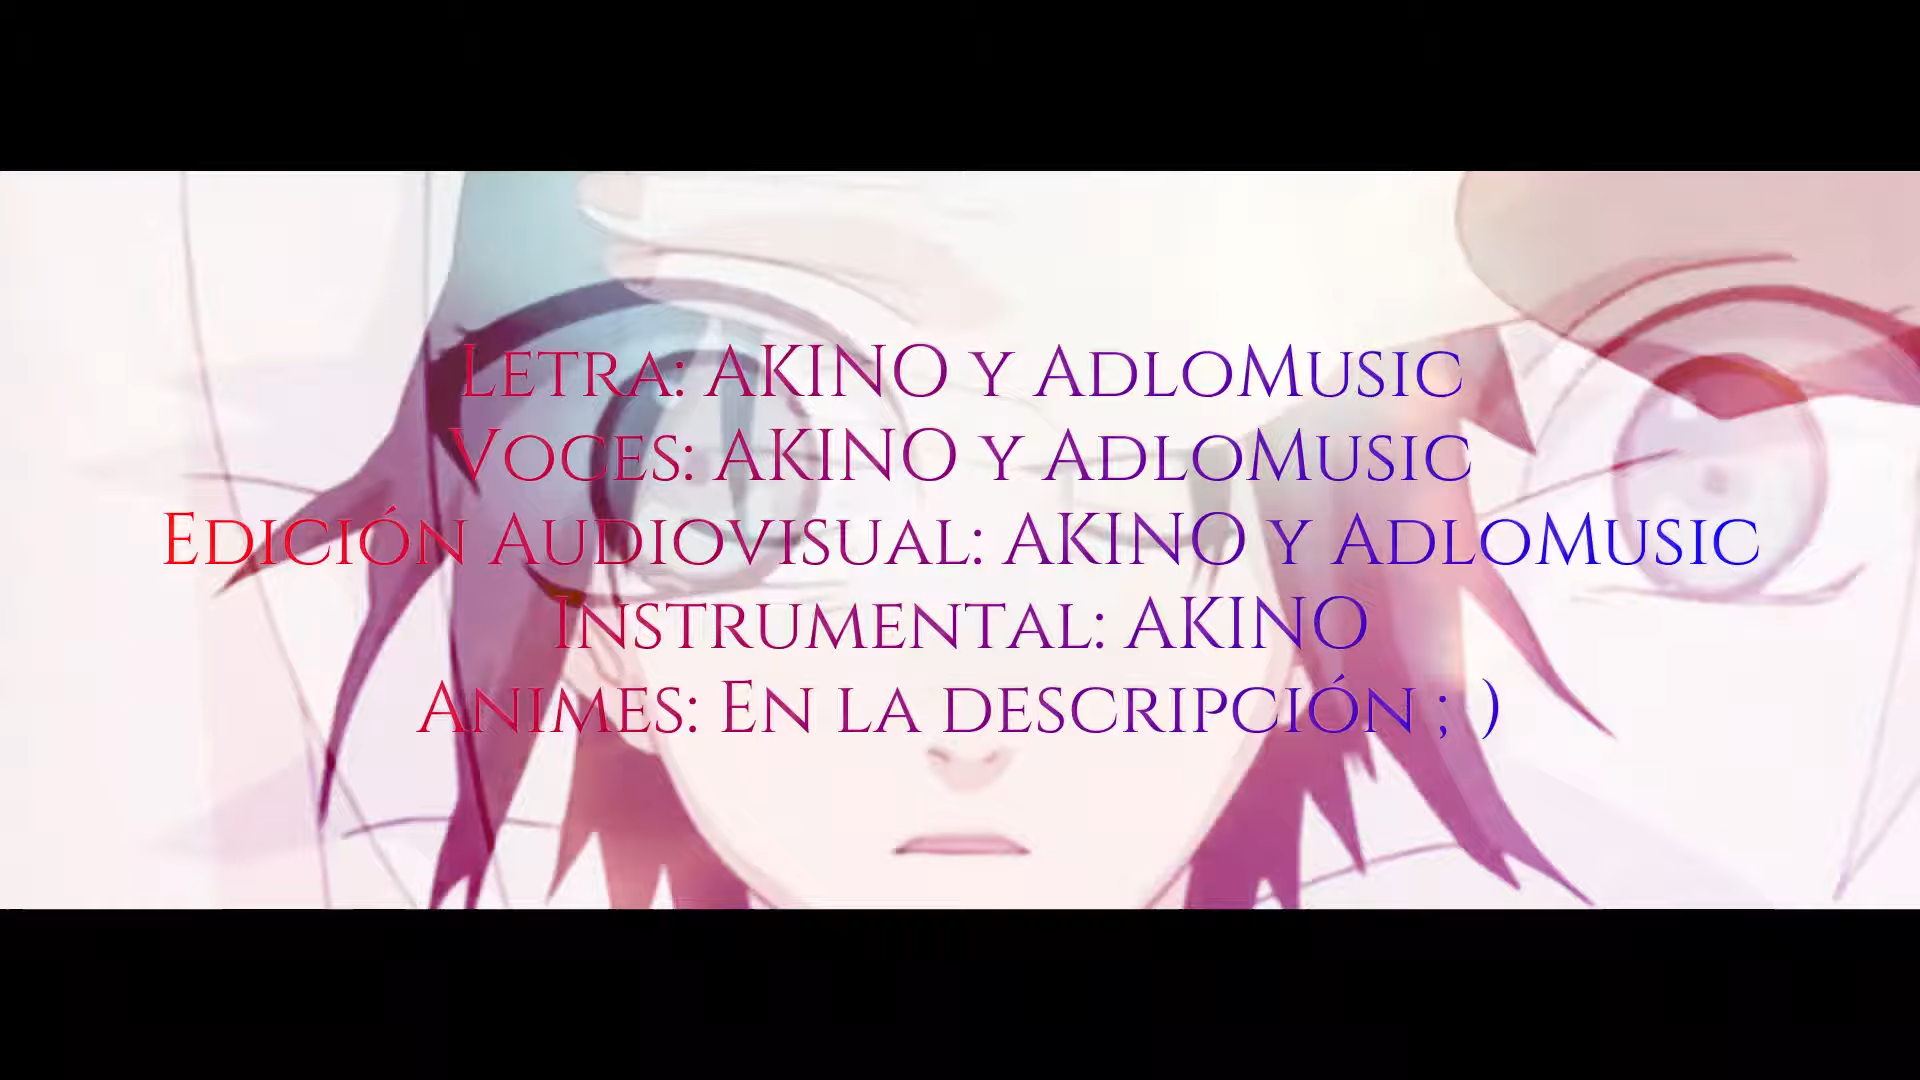 Letra: AKINO y AdloMusic
Voces: AKINO y AdloMusic
Edición Audiovisual: AKINO y AdloMusic
Instrumental: AKINO
Animes: En la descripción ; )